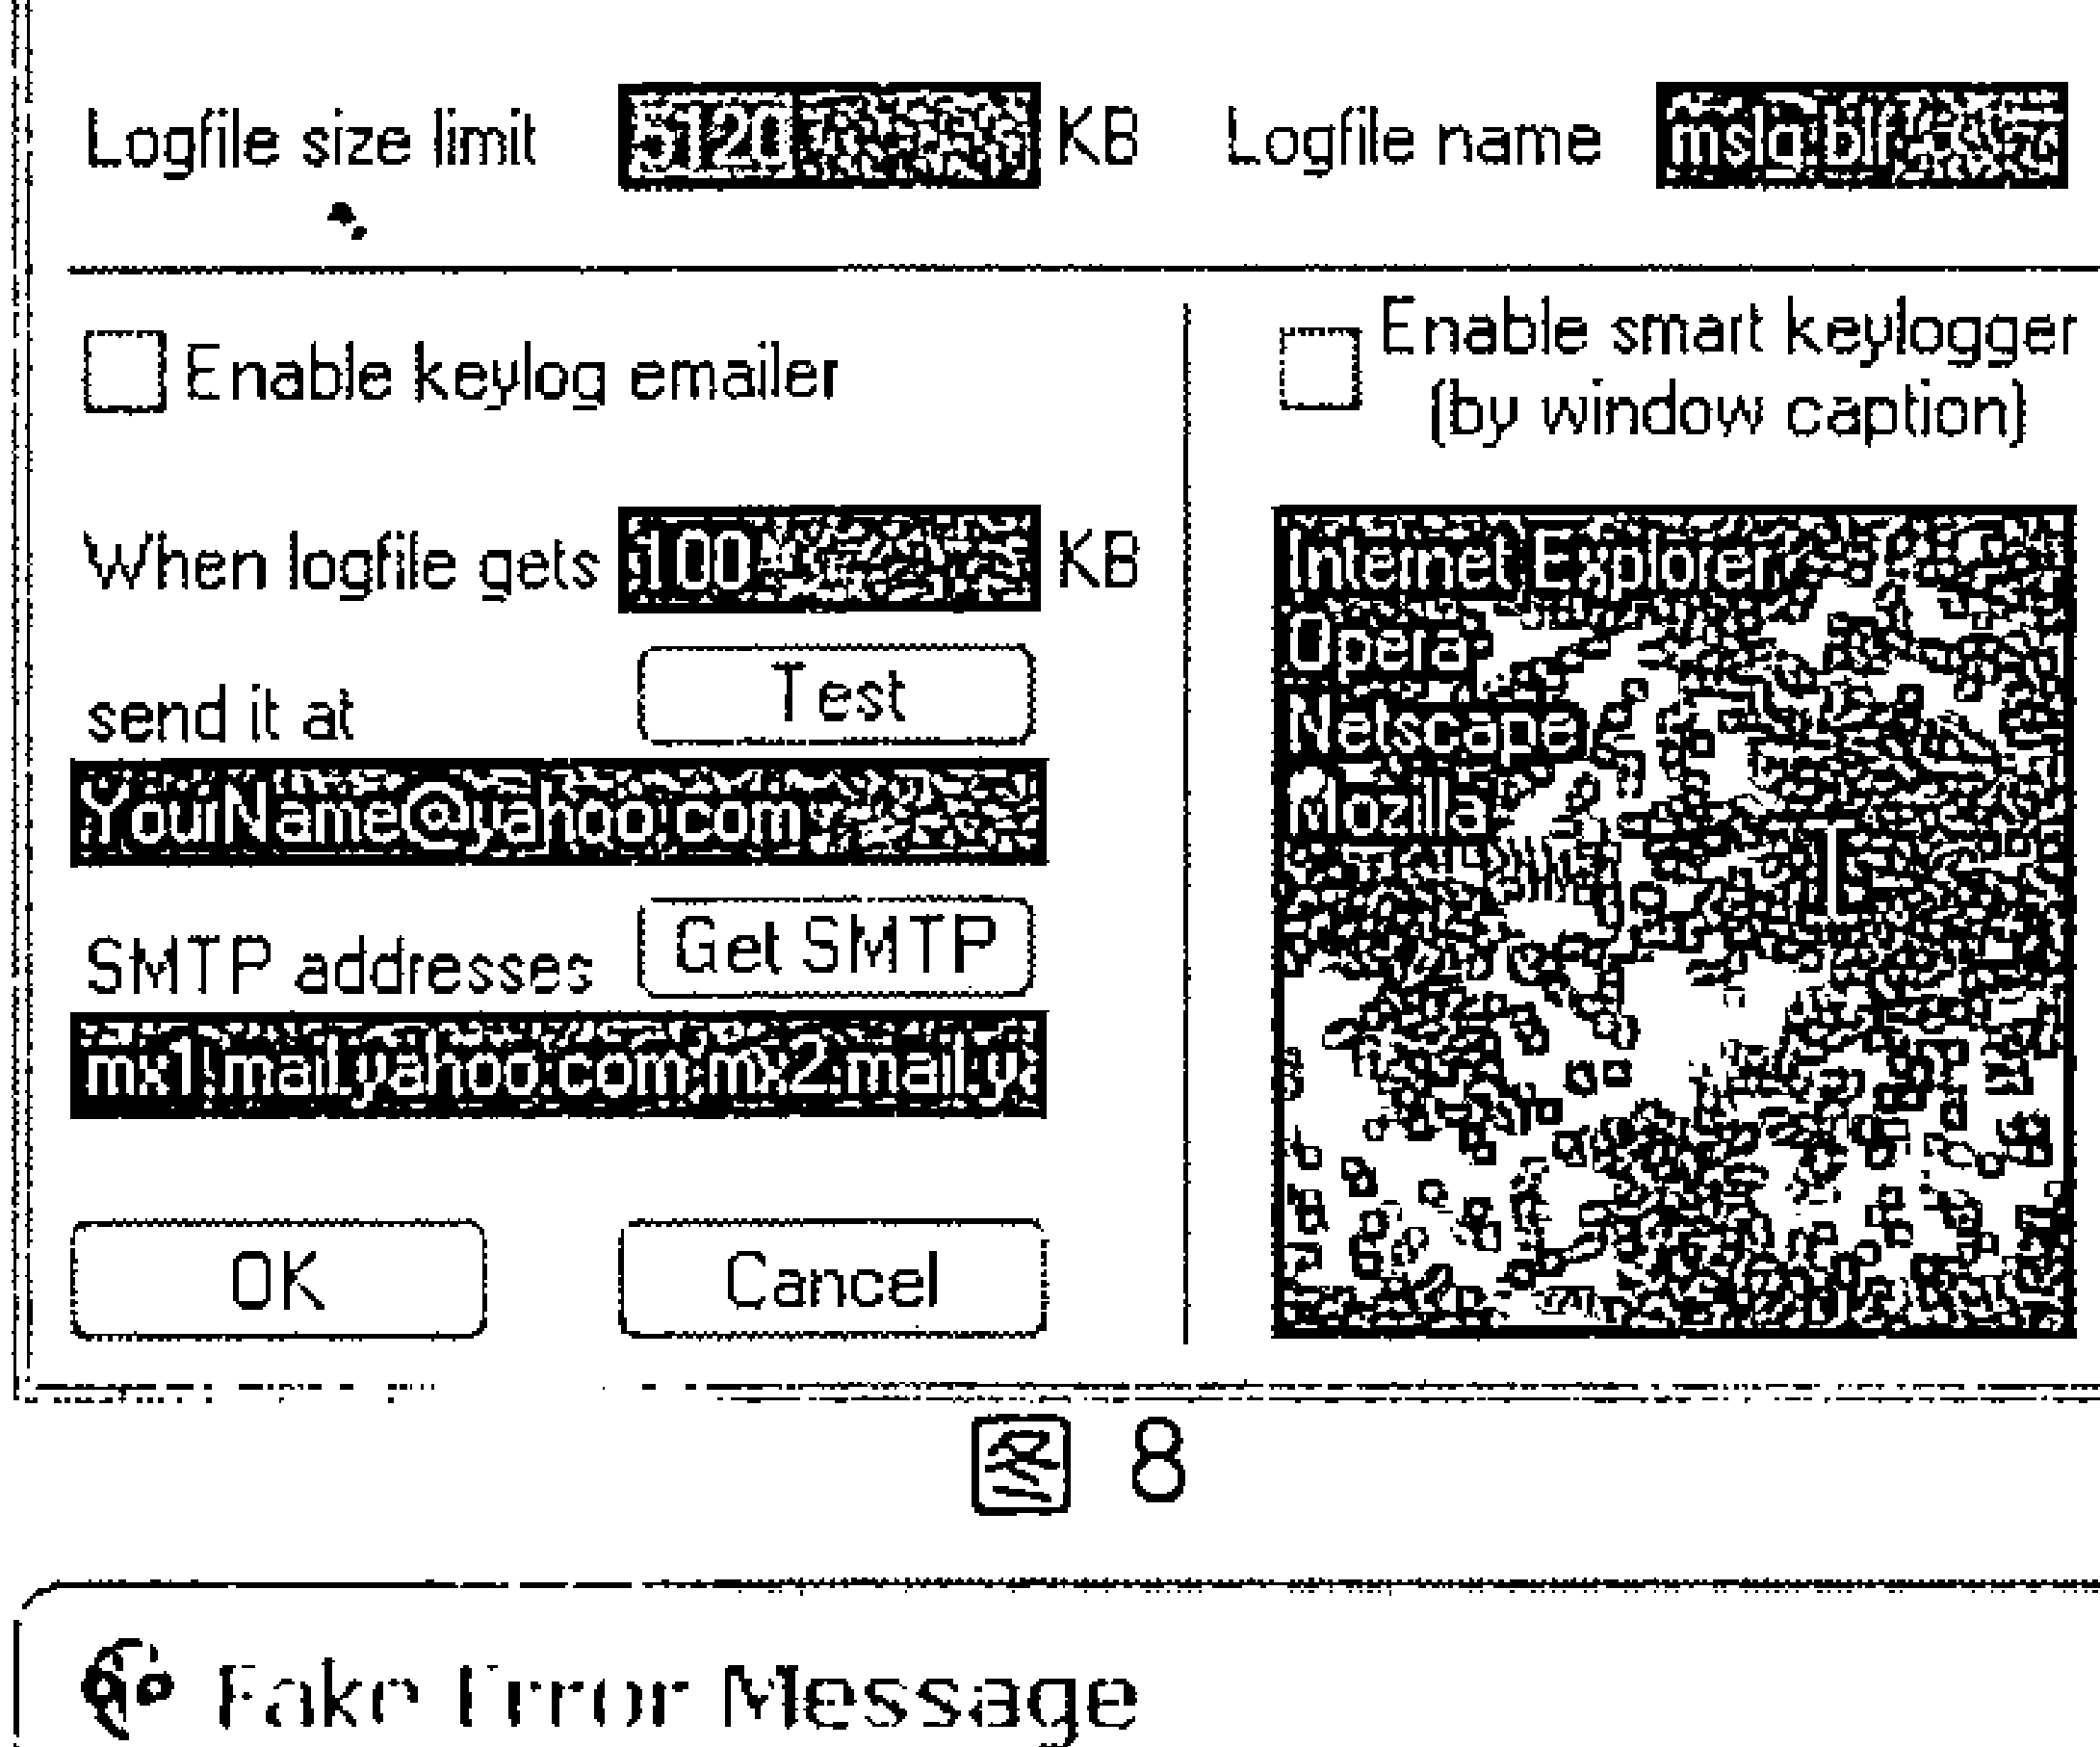 Logfile size limit 5120 KB Logfile name mslg.blf
Enable keylog emailer
Enable smart keylogger
(by window caption)
When logfile gets 100 KB
send it at Test
YourName@yahoo.com
SMTP addresses Get SMTP
mx1.mail.yahoo.com;mx2.mail.y
OK Cancel
Internet Explorer
Opera
Netscape
Mozilla
图 8
Fake Error Message